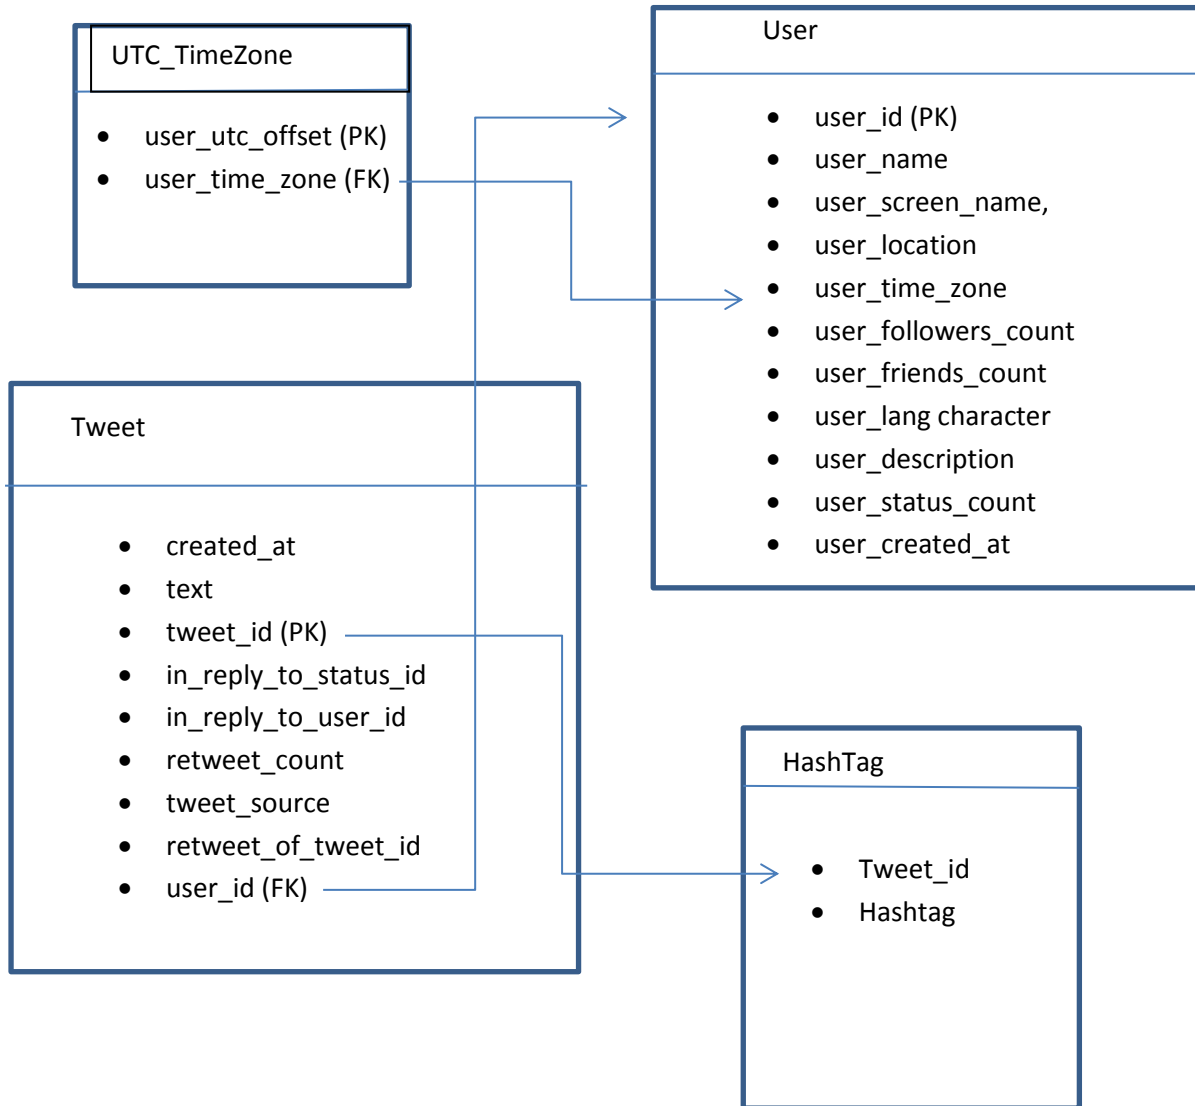 UTC_TimeZone
• user_utc_offset (PK)
• user_time_zone (FK)
User
• user_id (PK)
• user_name
• user_screen_name,
• user_location
• user_time_zone
• user_followers_count
• user_friends_count
• user_lang character
• user_description
• user_status_count
• user_created_at
Tweet
• created_at
• text
• tweet_id (PK)
• in_reply_to_status_id
• in_reply_to_user_id
• retweet_count
• tweet_source
• retweet_of_tweet_id
• user_id (FK)
HashTag
• Tweet_id
• Hashtag